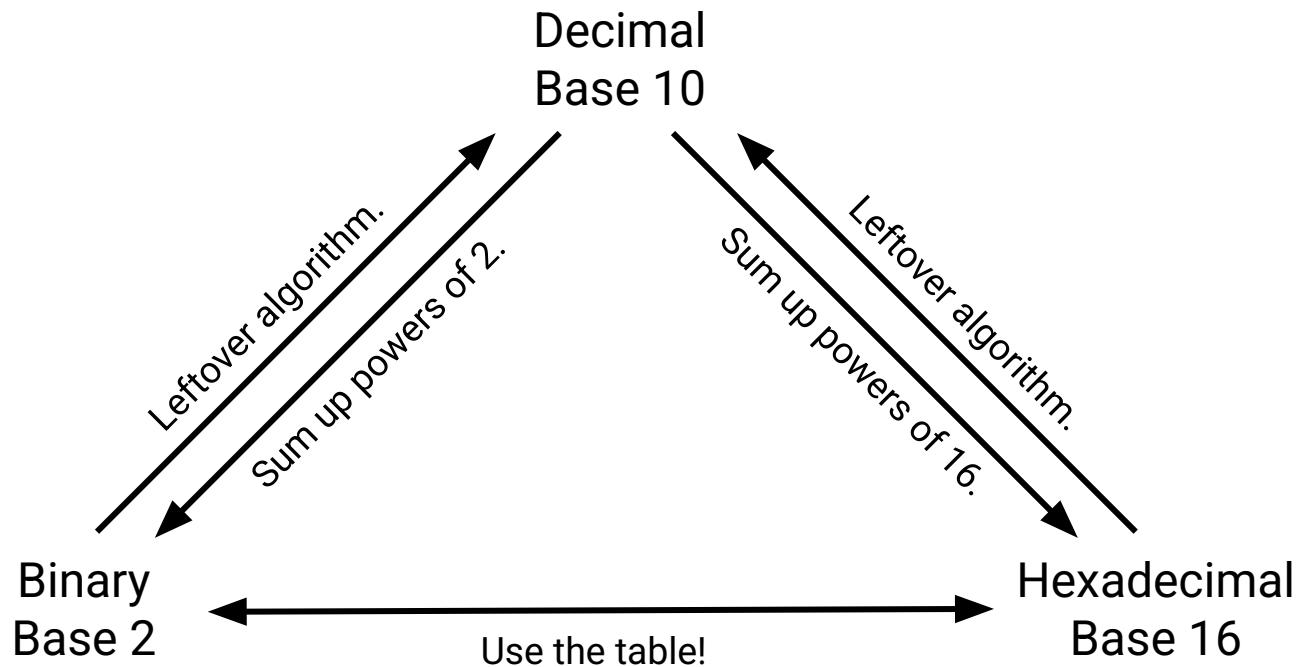 Decimal
Base 10
Leftover algorithm.
Sum up powers of 2.
Sum up powers of 16.
Leftover algorithm.
Binary
Base 2
Use the table!
Hexadecimal
Base 16